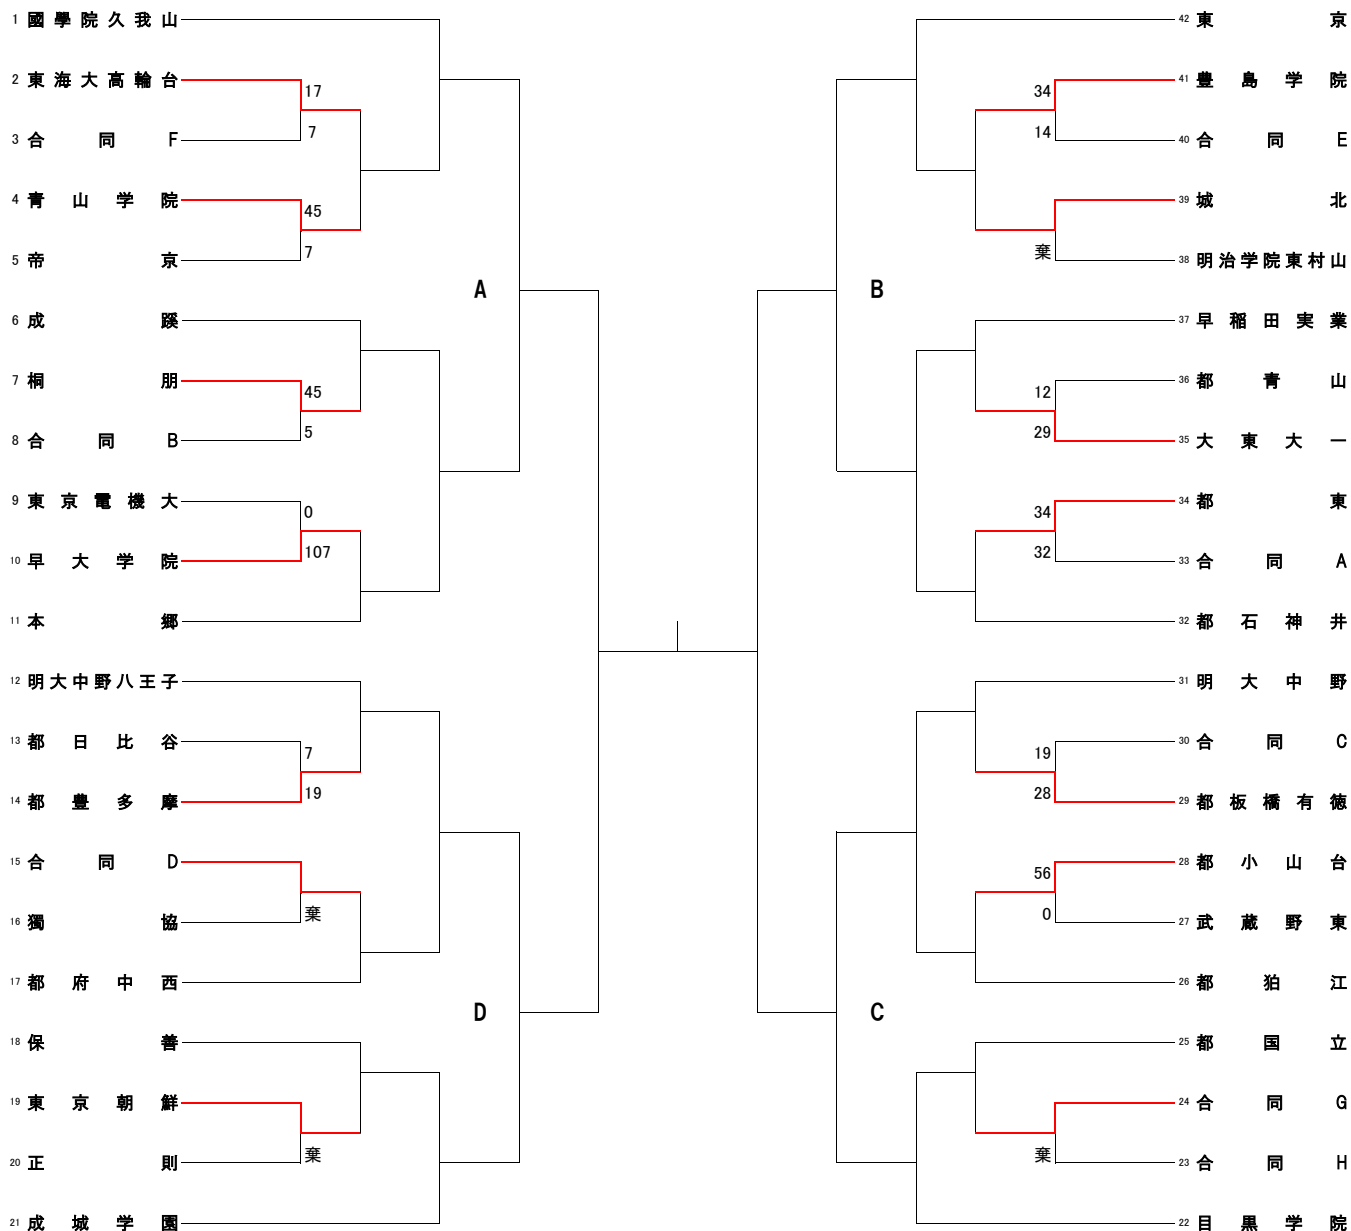 1 國學院久我山
2 東海大高輪台
17
7
3 合同F
4 青山学院
45
7
5 帝京
A
6 成蹊
7 桐朋
45
5
8 合同B
9 東京電機大
0
107
10 早大学院
11 本郷
12 明大中野八王子
13 都日比谷
7
19
14 都豊多摩
15 合同D
棄
16 獨協
17 都府中西
D
18 保善
19 東京朝鮮
棄
20 正則
21 成城学園
42 東京
41 豊島学院
34
14
40 合同E
39 城北
棄
38 明治学院東村山
B
37 早稲田実業
36 都青山
12
29
35 大東大一
34 都東
34
32
33 合同A
32 都石神井
31 明大中野
30 合同C
19
28
29 都板橋有徳
28 都小山台
56
0
27 武蔵野東
26 都狛江
C
25 都国立
24 合同G
棄
23 合同H
22 目黒学院